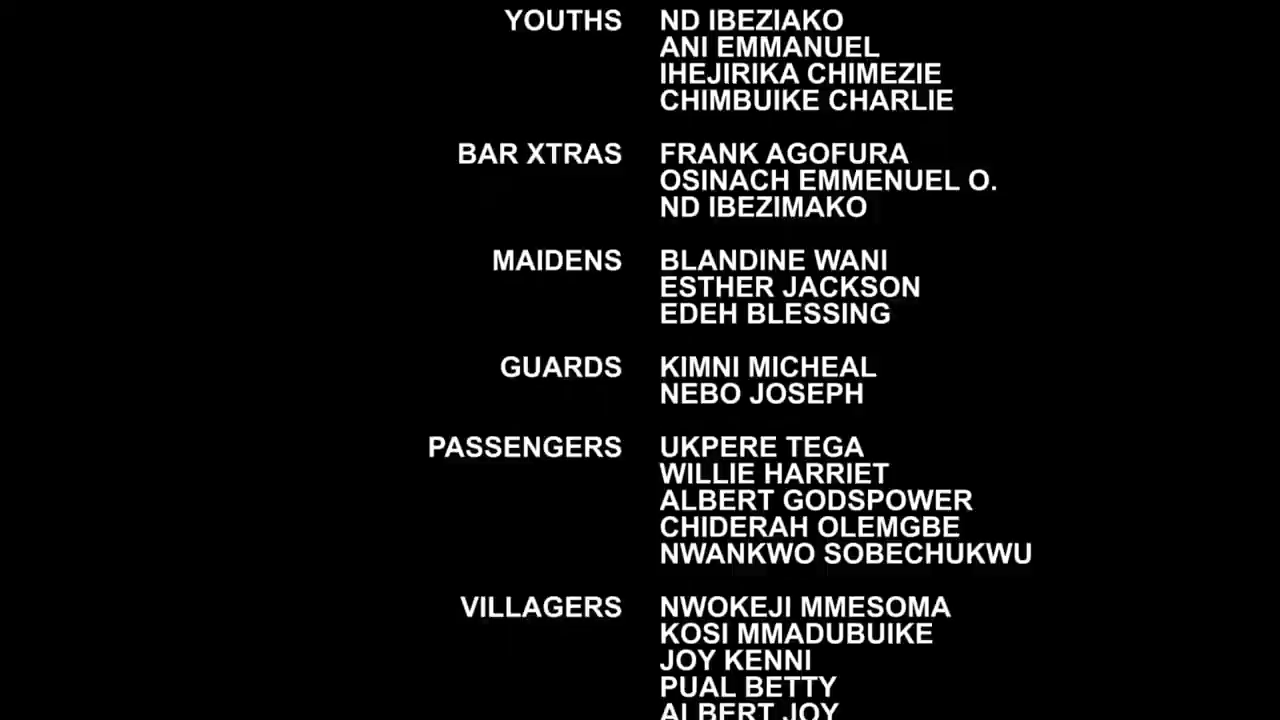 YOUTHS ND IBEZIAKO
ANI EMMANUEL
IHEJIRIKA CHIMEZIE
CHIMBUIKE CHARLIE
BAR XTRAS FRANK AGOFURA
OSINACH EMMENUEL O.
ND IBEZIMAKO
MAIDENS BLANDINE WANI
ESTHER JACKSON
EDEH BLESSING
GUARDS KIMNI MICHEAL
NEBO JOSEPH
PASSENGERS UKPERE TEGA
WILLIE HARRIET
ALBERT GODSPOWER
CHIDERAH OLEMGBE
NWANKWO SOBECHUKWU
VILLAGERS NWOKEJI MMESOMA
KOSI MMADUBUIKE
JOY KENNI
PUAL BETTY
ALBERT JOY